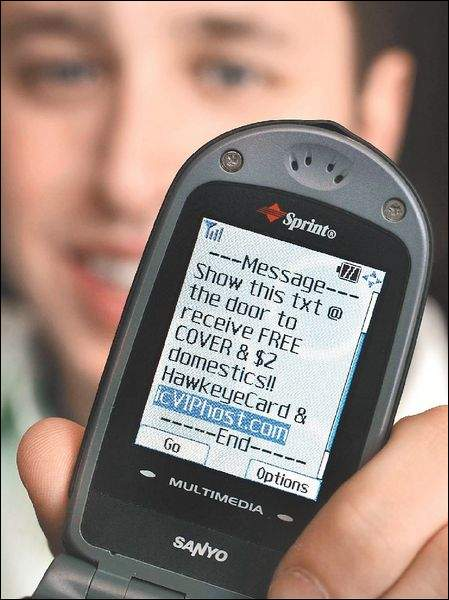 Sprint®
---Message---
Show this txt @
the door to
receive FREE
COVER & $2
domestics!!
HawkeyeCard &
icVIPhost.com
------End------
Go
Options
MULTIMEDIA
SANYO